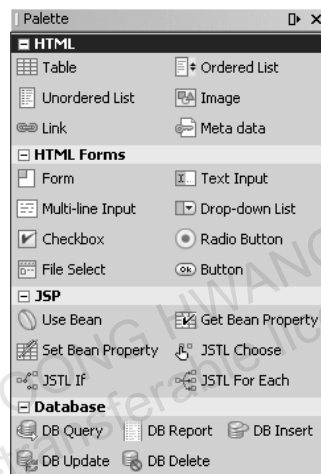 Palette
HTML
Table Ordered List
Unordered List Image
Link Meta data
HTML Forms
Form Text Input
Multi-line Input Drop-down List
Checkbox Radio Button
File Select Button
JSP
Use Bean Get Bean Property
Set Bean Property JSTL Choose
JSTL If JSTL For Each
Database
DB Query DB Report DB Insert
DB Update DB Delete